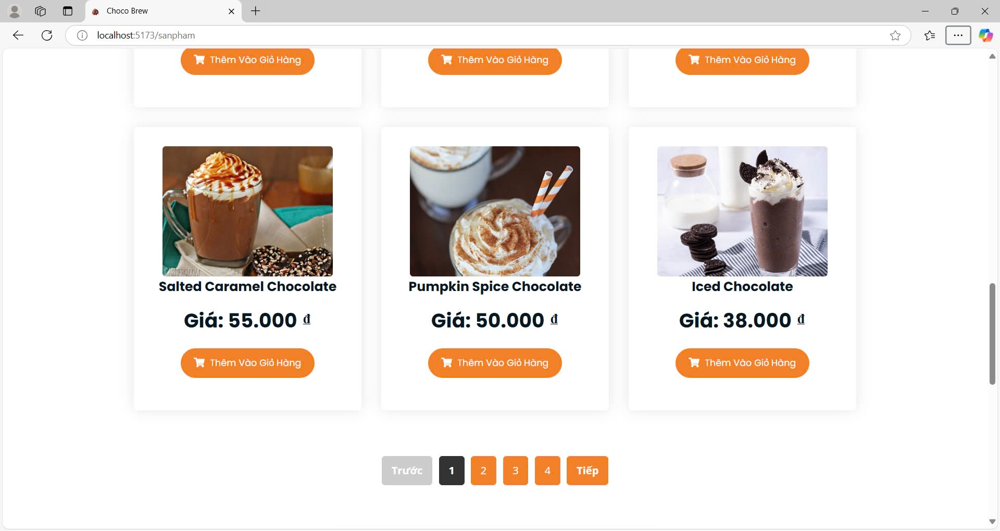 Choco Brew
localhost:5173/sanpham
Thêm Vào Giỏ Hàng Thêm Vào Giỏ Hàng Thêm Vào Giỏ Hàng
Salted Caramel Chocolate Pumpkin Spice Chocolate Iced Chocolate
Giá: 55.000 ₫ Giá: 50.000 ₫ Giá: 38.000 ₫
Thêm Vào Giỏ Hàng Thêm Vào Giỏ Hàng Thêm Vào Giỏ Hàng
Trước 1 2 3 4 Tiếp